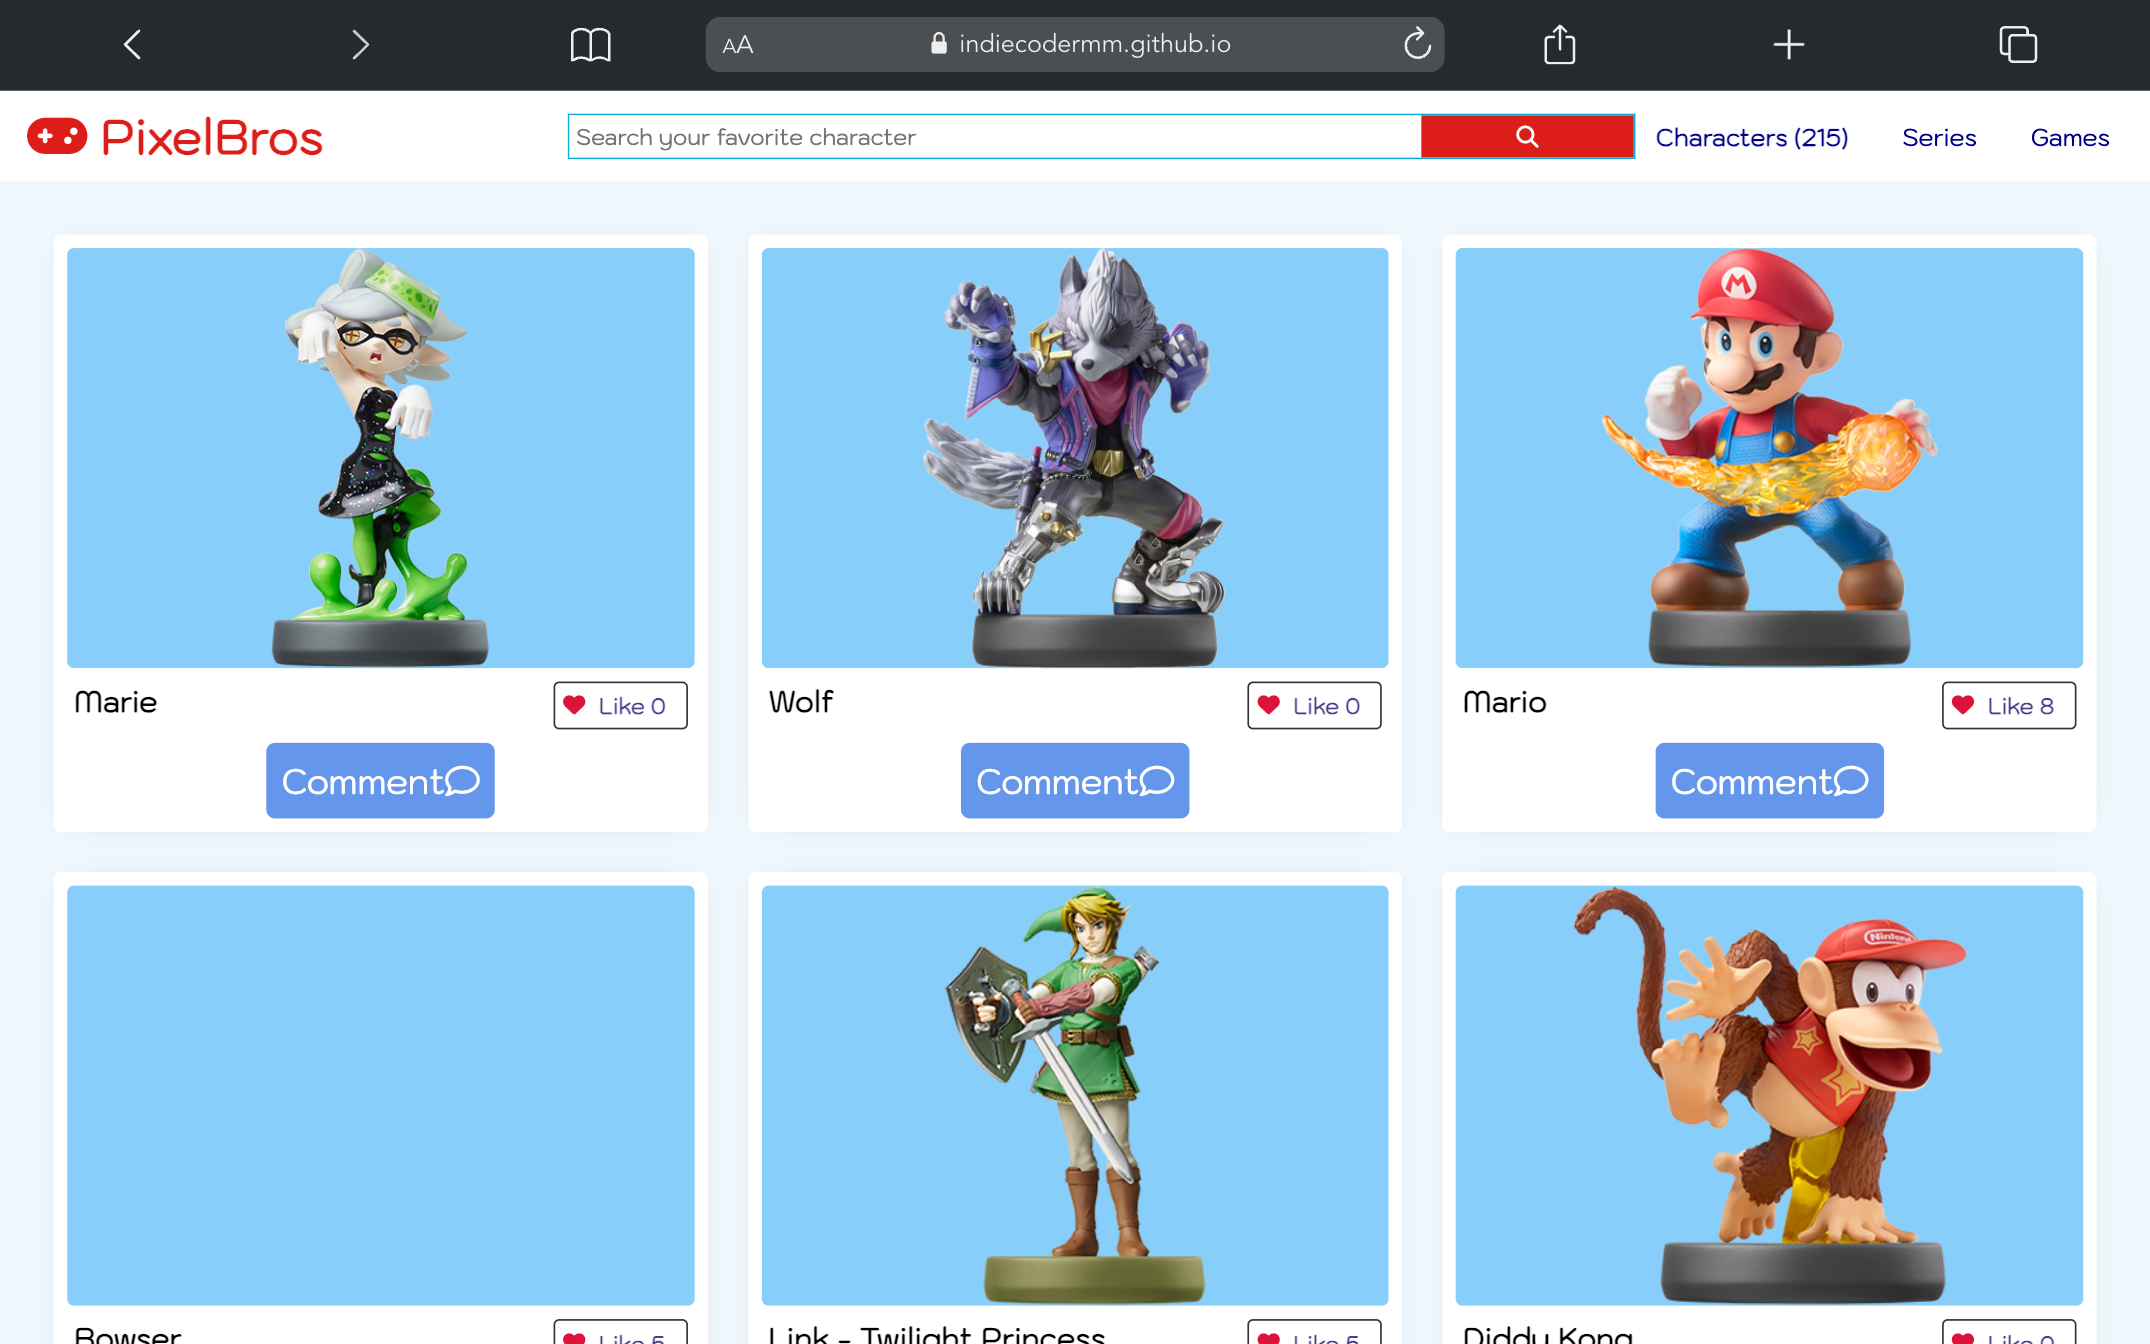 AA indiecodermm.github.io
PixelBros Search your favorite character Characters (215) Series Games
Marie Like 0
Comment
Wolf Like 0
Comment
M
Mario Like 8
Comment
Bowser Like 5
Link - Twilight Princess Like 5
Nintendo
Diddy Kong Like 0